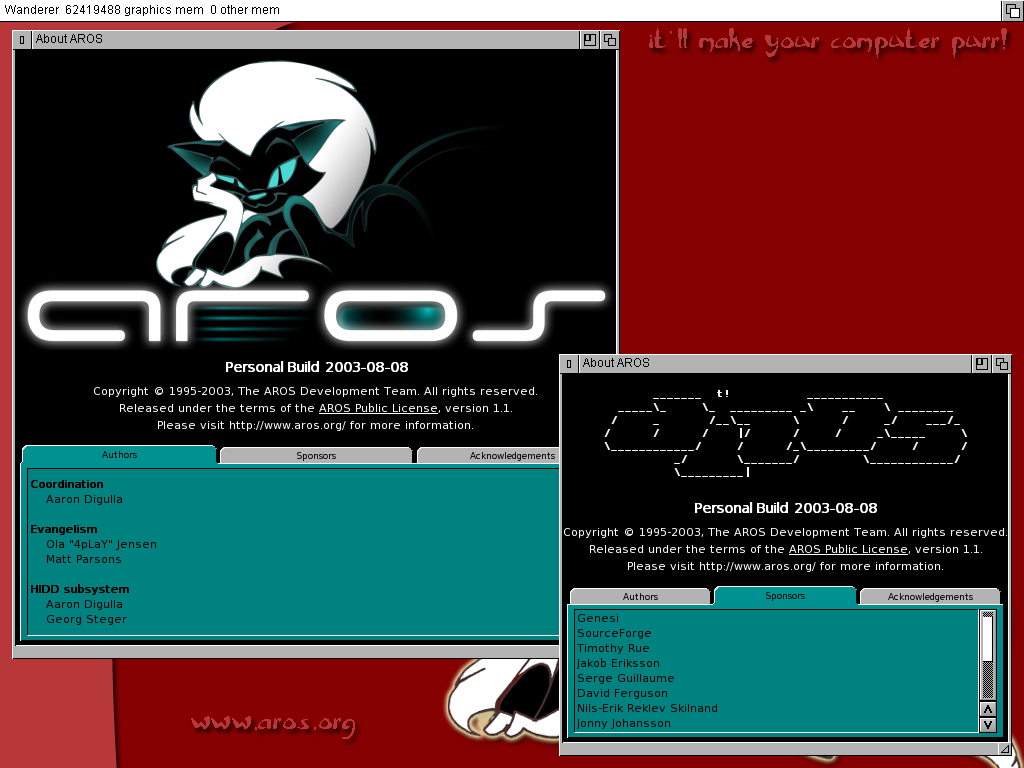 Wanderer 62419488 graphics mem 0 other mem
it'll make your computer purr!
About AROS
aros
Personal Build 2003-08-08
Copyright © 1995-2003, The AROS Development Team. All rights reserved.
Released under the terms of the AROS Public License, version 1.1.
Please visit http://www.aros.org/ for more information.
Authors Sponsors Acknowledgements
Coordination
Aaron Digulla
Evangelism
Ola "4pLaY" Jensen
Matt Parsons
HIDD subsystem
Aaron Digulla
Georg Steger
www.aros.org
About AROS
t!
aros
Personal Build 2003-08-08
Copyright © 1995-2003, The AROS Development Team. All rights reserved.
Released under the terms of the AROS Public License, version 1.1.
Please visit http://www.aros.org/ for more information.
Authors Sponsors Acknowledgements
Genesi
SourceForge
Timothy Rue
Jakob Eriksson
Serge Guillaume
David Ferguson
Nils-Erik Reklev Skilnand
Jonny Johansson